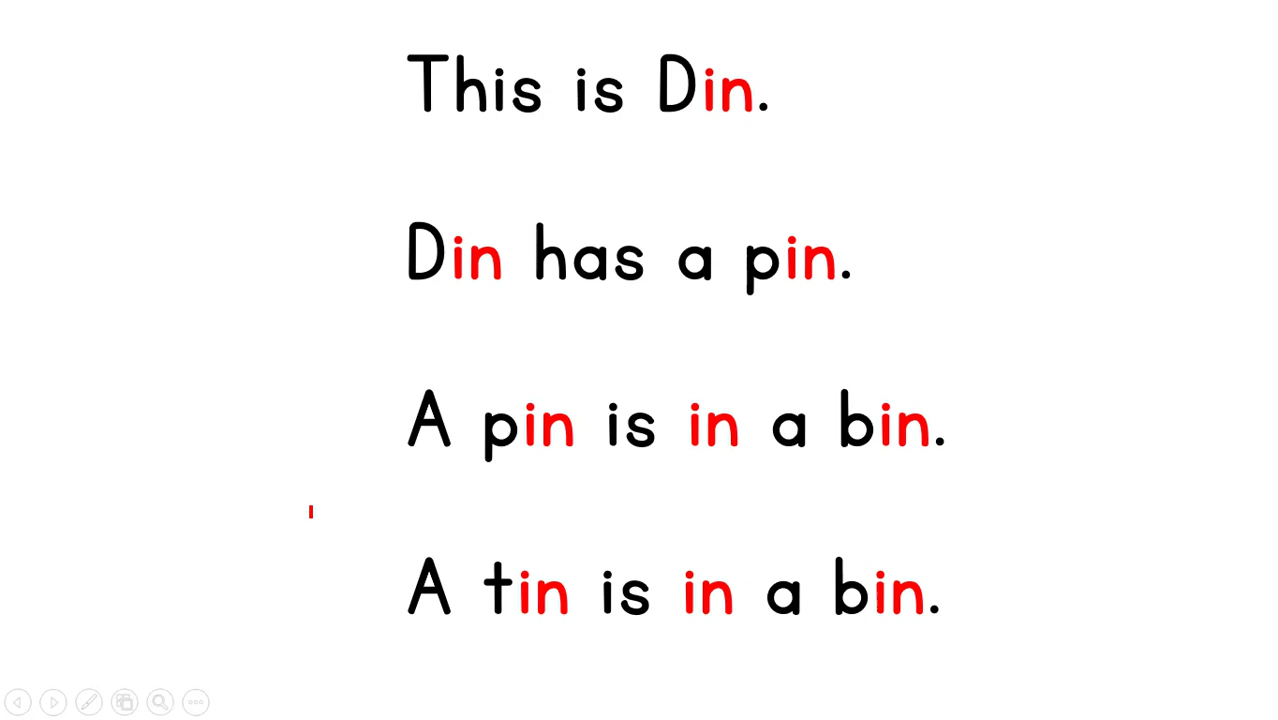 This is Din.
Din has a pin.
A pin is in a bin.
A tin is in a bin.